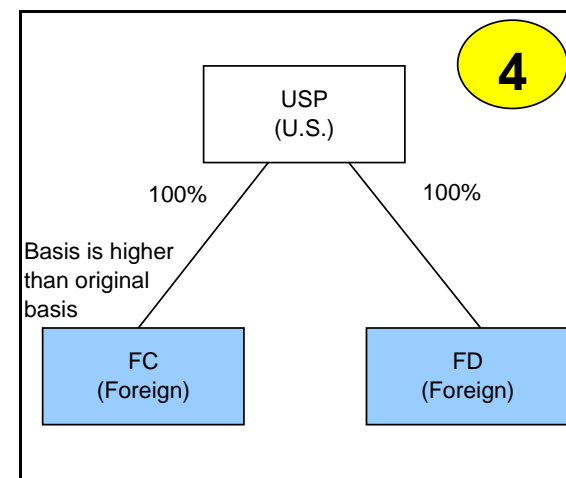 4
USP
(U.S.)
100%
100%
Basis is higher
than original
basis
FC
(Foreign)
FD
(Foreign)